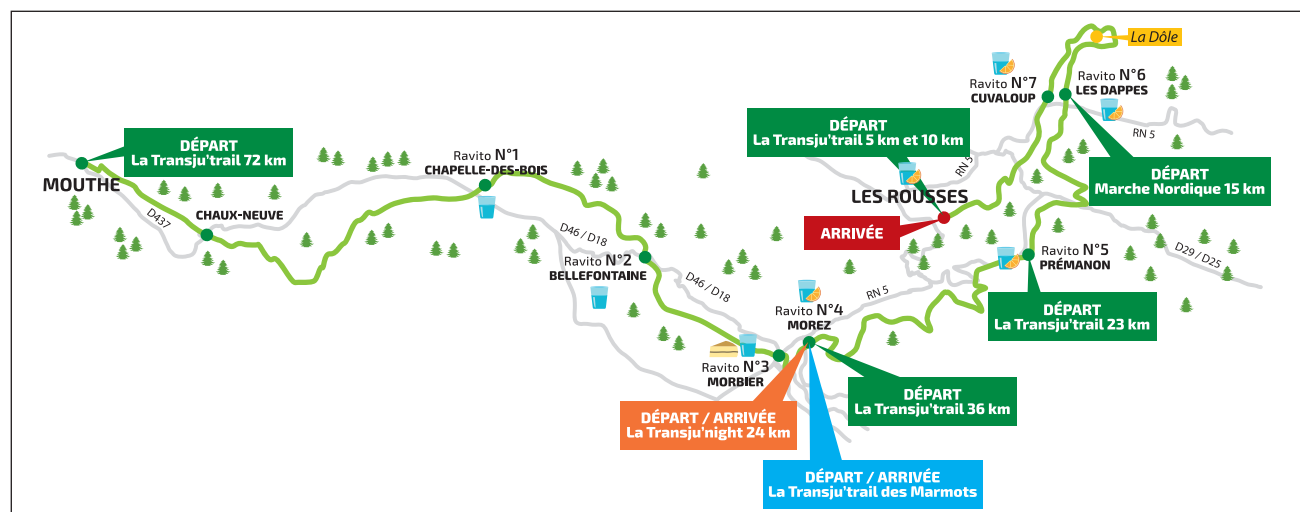 La Dôle
Ravito N°7
CUVALOUP
Ravito N°6
LES DAPPES
RN 5
DÉPART
La Transju'trail 5 km et 10 km
RN 5
DÉPART
La Transju'trail 72 km
MOUTHE
Ravito N°1
CHAPELLE-DES-BOIS
DÉPART
Marche Nordique 15 km
LES ROUSSES
ARRIVÉE
D437
CHAUX-NEUVE
D46 / D18
Ravito N°2
BELLEFONTAINE
D46 / D18
Ravito N°5
PRÉMANON
D29 / D25
RN 5
Ravito N°4
MOREZ
DÉPART
La Transju'trail 23 km
Ravito N°3
MORBIER
DÉPART
La Transju'trail 36 km
DÉPART / ARRIVÉE
La Transju'night 24 km
DÉPART / ARRIVÉE
La Transju'trail des Marmots